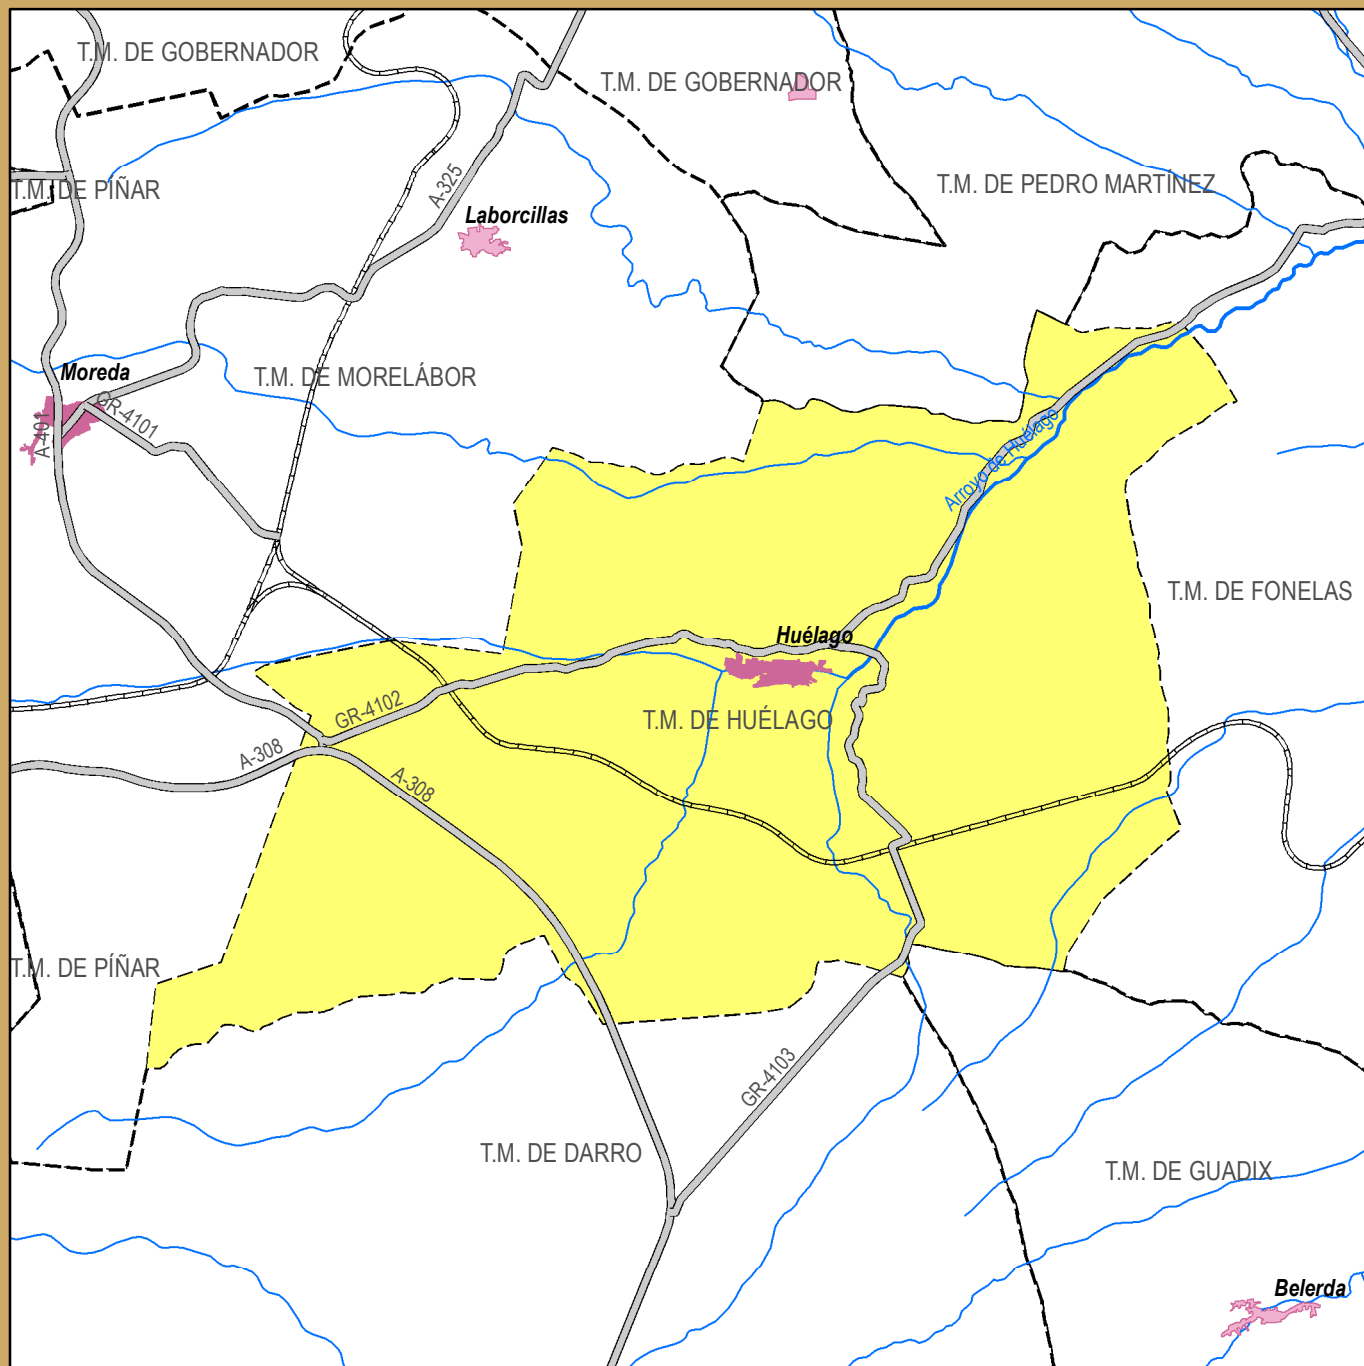 T.M. DE GOBERNADOR
T.M. DE GOBERNADOR
T.M. DE PIÑAR
A-325
T.M. DE PEDRO MARTÍNEZ
Laborcillas
Moreda
T.M. DE MORELÁBOR
GR-4101
A-401
Arroyo de Huélago
T.M. DE FONELAS
Huélago
GR-4102
T.M. DE HUÉLAGO
A-308
A-308
T.M. DE PÍÑAR
GR-4103
T.M. DE DARRO
T.M. DE GUADIX
Belerda